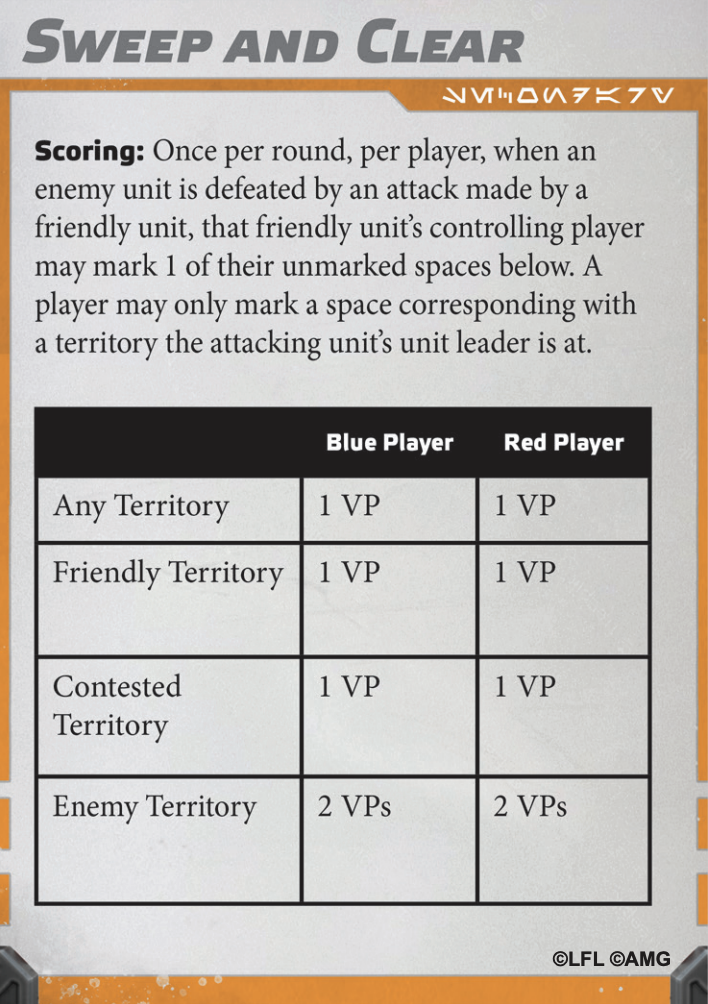 SWEEP AND CLEAR
Scoring: Once per round, per player, when an
enemy unit is defeated by an attack made by a
friendly unit, that friendly unit's controlling player
may mark 1 of their unmarked spaces below. A
player may only mark a space corresponding with
a territory the attacking unit's unit leader is at.
Blue Player Red Player
Any Territory 1 VP 1 VP
Friendly Territory 1 VP 1 VP
Contested 1 VP 1 VP
Territory
Enemy Territory 2 VPs 2 VPs
©LFL ©AMG